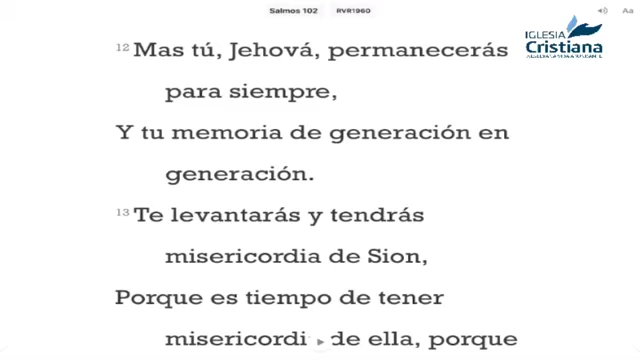 Salmos 102 RVR1960 Aa
IGLESIA
Cristiana
12 Mas tú, Jehová, permanecerás
para siempre,
Y tu memoria de generación en
generación.
13 Te levantarás y tendrás
misericordia de Sion,
Porque es tiempo de tener
de ella, porque